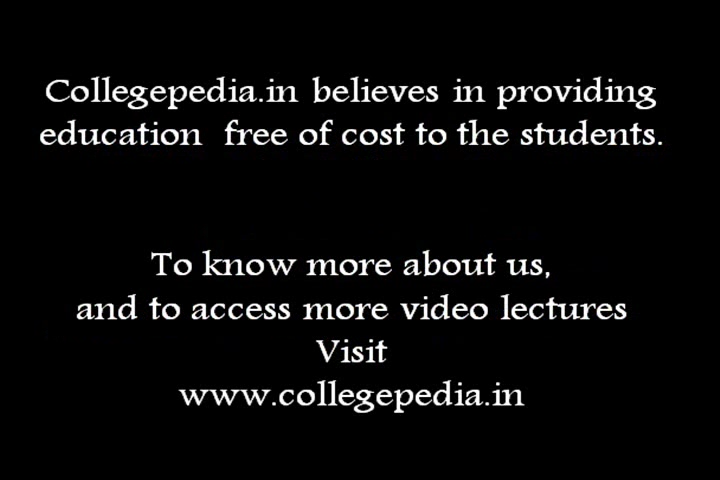 Collegepedia.in believes in providing
education free of cost to the students.
To know more about us,
and to access more video lectures
Visit
www.collegepedia.in